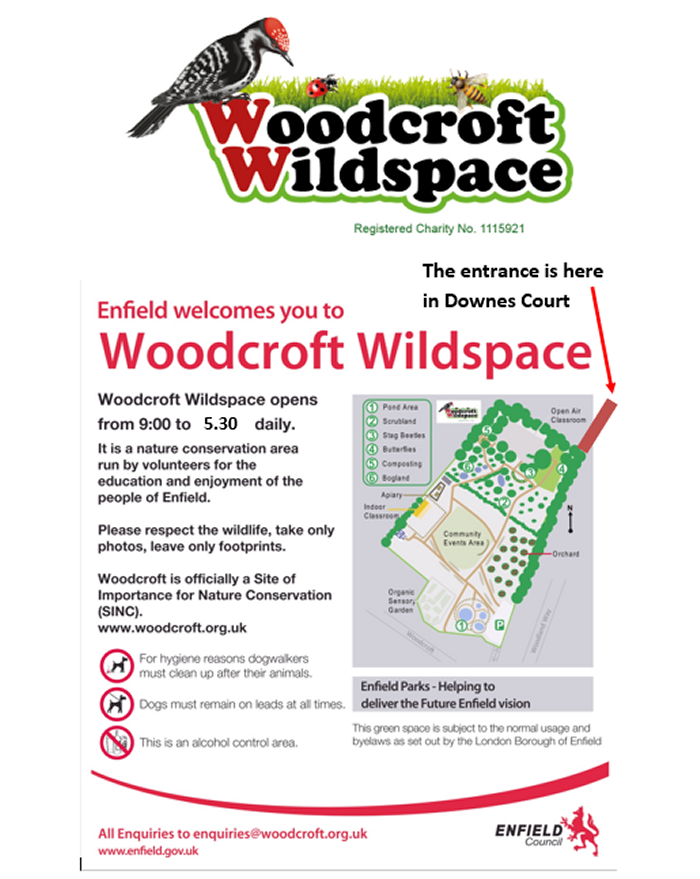 Woodcroft
Wildspace
Registered Charity No. 1115921
The entrance is here
in Downes Court
Enfield welcomes you to
Woodcroft Wildspace
Woodcroft Wildspace opens
from 9:00 to 5.30 daily.
It is a nature conservation area
run by volunteers for the
education and enjoyment of the
people of Enfield.
Please respect the wildlife, take only
photos, leave only footprints.
Woodcroft is officially a Site of
Importance for Nature Conservation
(SINC).
www.woodcroft.org.uk
For hygiene reasons dogwalkers
must clean up after their animals.
Dogs must remain on leads at all times.
This is an alcohol control area.
1 Pond Area
2 Scrubland
3 Stag Beetles
4 Butterflies
5 Composting
6 Bogland
Woodcroft
Wildspace
Open Air
Classroom
5
6
3
4
2
Apiary
Indoor
Classroom
N
Community
Events Area
Orchard
Organic
Sensory
Garden
1
P
Woodcroft
Woodland Way
Enfield Parks - Helping to
deliver the Future Enfield vision
This green space is subject to the normal usage and
byelaws as set out by the London Borough of Enfield
All Enquiries to enquiries@woodcroft.org.uk
www.enfield.gov.uk
ENFIELD
Council